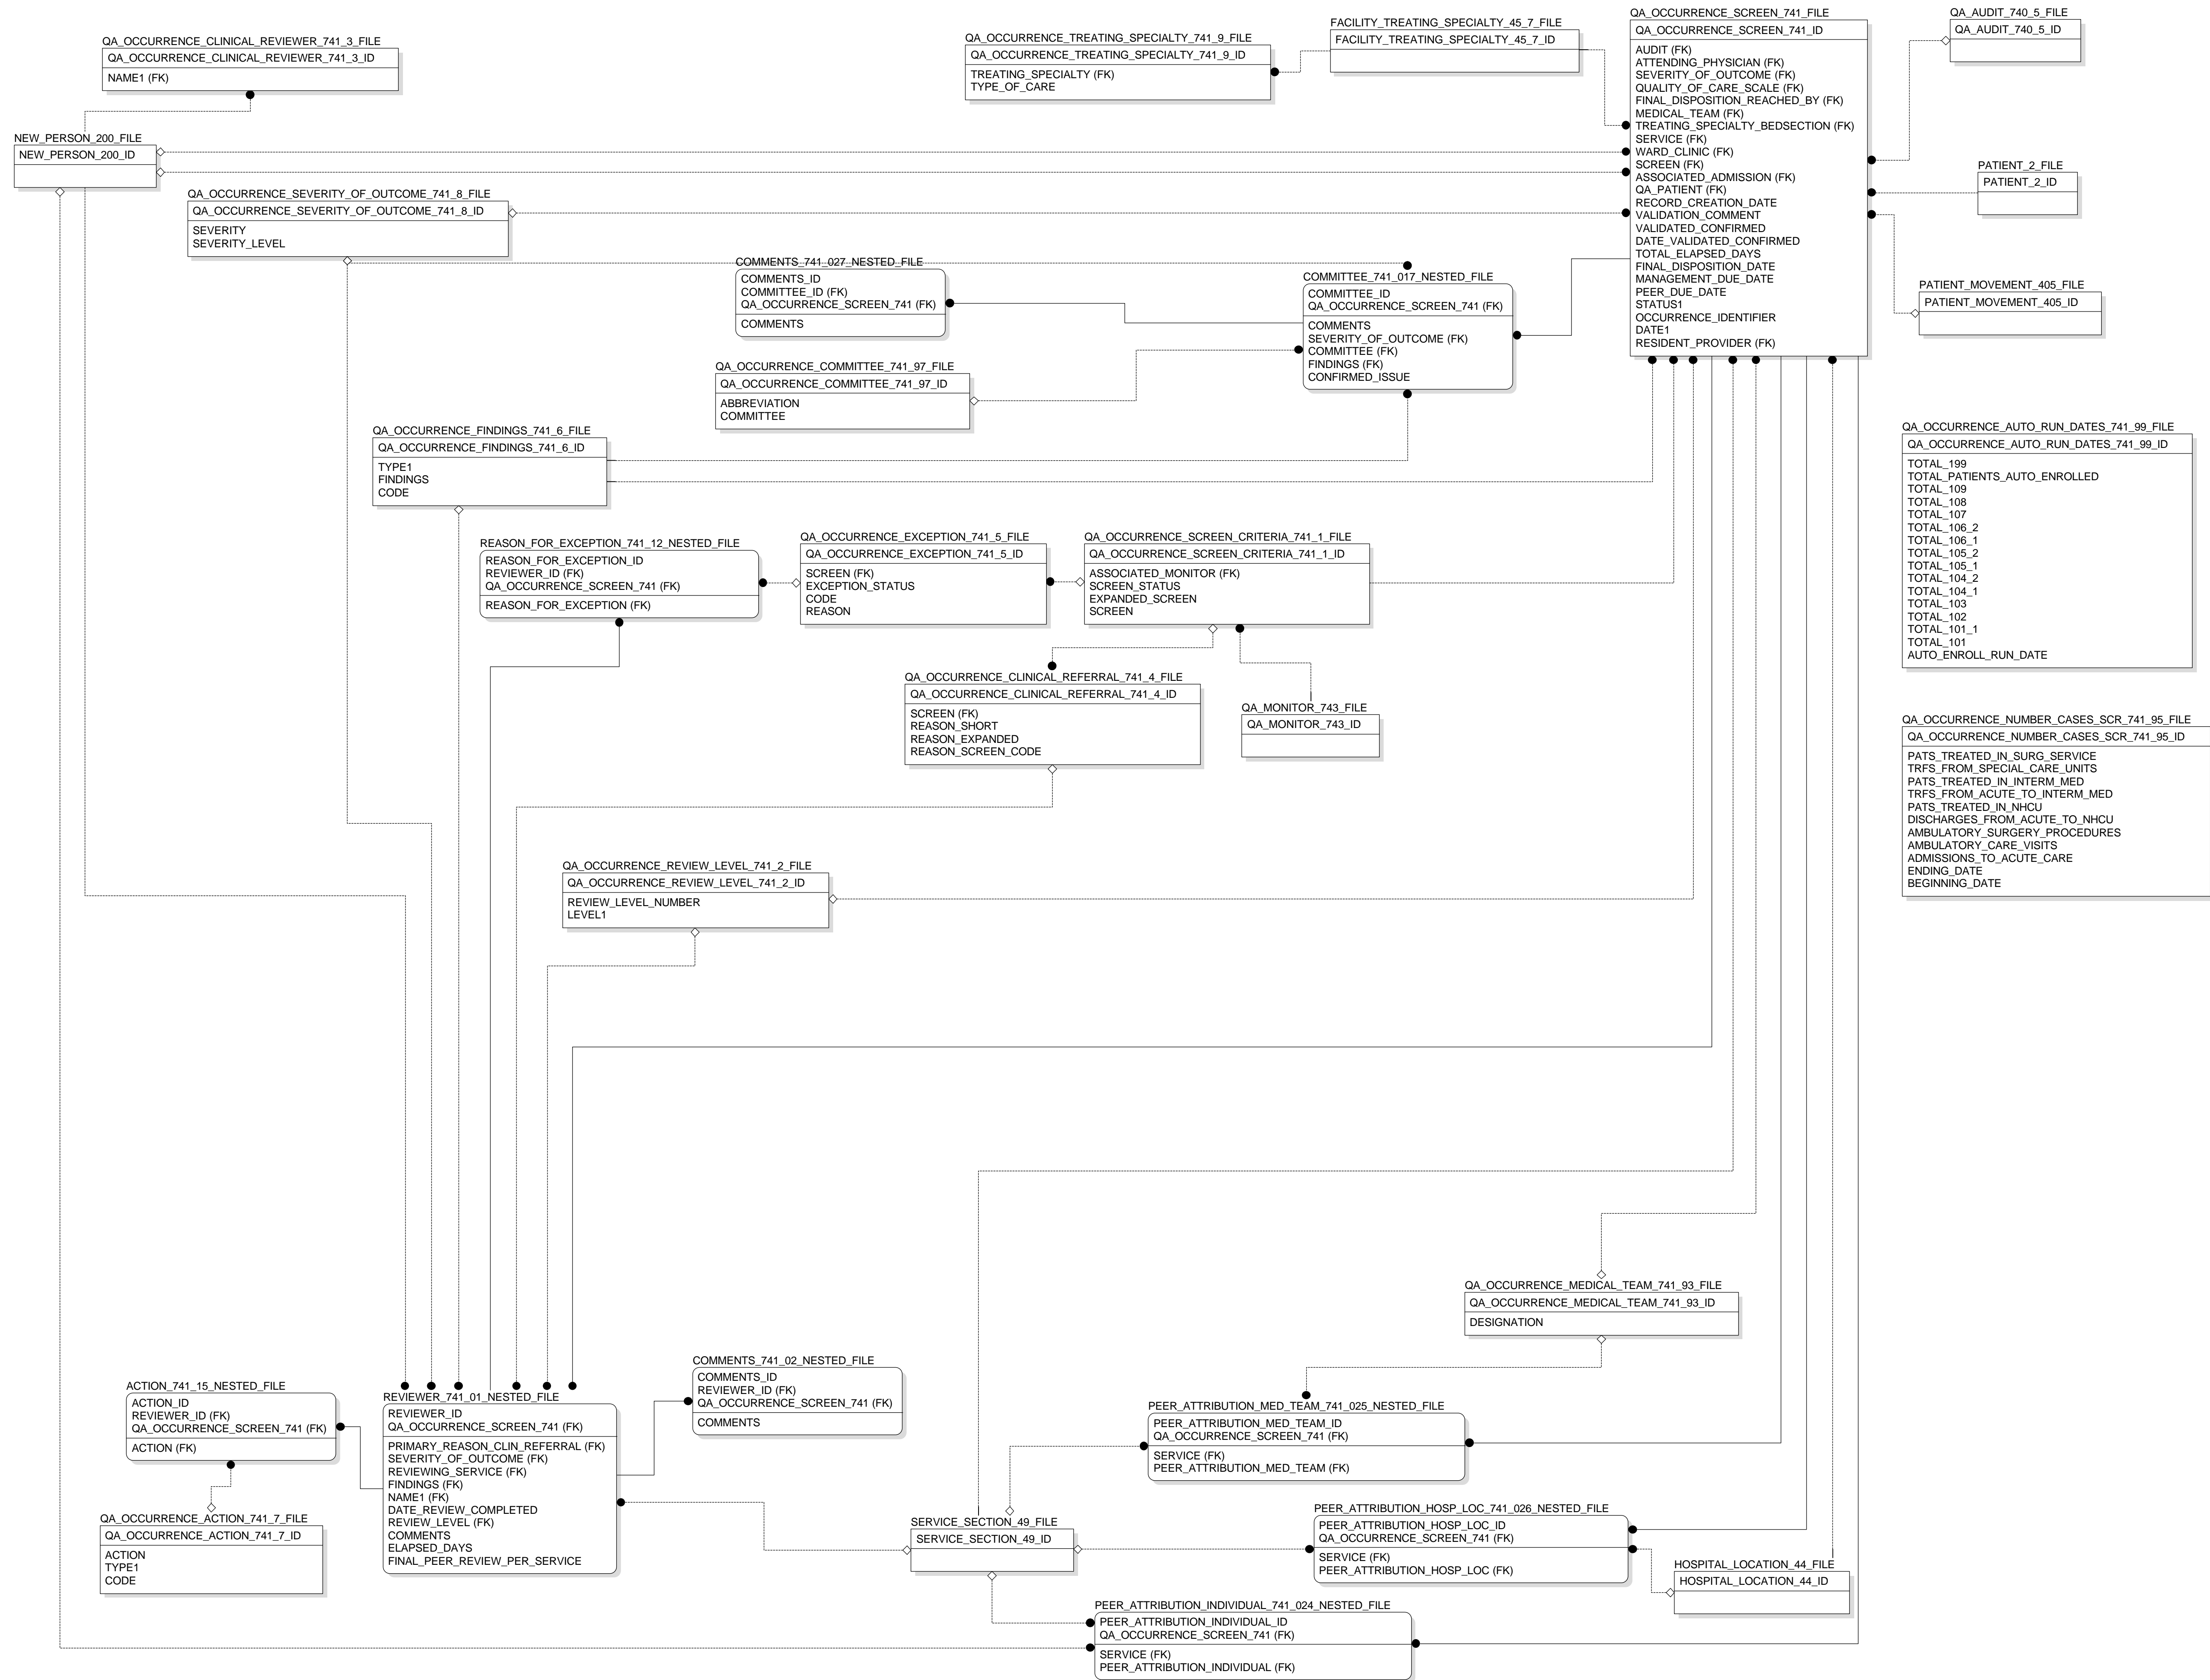 QA_OCCURRENCE_CLINICAL_REVIEWER_741_3_FILE
QA_OCCURRENCE_CLINICAL_REVIEWER_741_3_ID
NAME1 (FK)
NEW_PERSON_200_FILE
NEW_PERSON_200_ID
QA_OCCURRENCE_SEVERITY_OF_OUTCOME_741_8_FILE
QA_OCCURRENCE_SEVERITY_OF_OUTCOME_741_8_ID
SEVERITY
SEVERITY_LEVEL
QA_OCCURRENCE_TREATING_SPECIALTY_741_9_FILE
QA_OCCURRENCE_TREATING_SPECIALTY_741_9_ID
TREATING_SPECIALTY (FK)
TYPE_OF_CARE
FACILITY_TREATING_SPECIALTY_45_7_FILE
FACILITY_TREATING_SPECIALTY_45_7_ID
QA_OCCURRENCE_SCREEN_741_FILE
QA_OCCURRENCE_SCREEN_741_ID
AUDIT (FK)
ATTENDING_PHYSICIAN (FK)
SEVERITY_OF_OUTCOME (FK)
QUALITY_OF_CARE_SCALE (FK)
FINAL_DISPOSITION_REACHED_BY (FK)
MEDICAL_TEAM (FK)
TREATING_SPECIALTY_BEDSECTION (FK)
SERVICE (FK)
WARD_CLINIC (FK)
SCREEN (FK)
ASSOCIATED_ADMISSION (FK)
QA_PATIENT (FK)
RECORD_CREATION_DATE
VALIDATION_COMMENT
VALIDATED_CONFIRMED
DATE_VALIDATED_CONFIRMED
TOTAL_ELAPSED_DAYS
FINAL_DISPOSITION_DATE
MANAGEMENT_DUE_DATE
PEER_DUE_DATE
STATUS1
OCCURRENCE_IDENTIFIER
DATE1
RESIDENT_PROVIDER (FK)
QA_AUDIT_740_5_FILE
QA_AUDIT_740_5_ID
PATIENT_2_FILE
PATIENT_2_ID
PATIENT_MOVEMENT_405_FILE
PATIENT_MOVEMENT_405_ID
COMMENTS_741_027_NESTED_FILE
COMMENTS_ID
COMMITTEE_ID (FK)
QA_OCCURRENCE_SCREEN_741 (FK)
COMMENTS
COMMITTEE_741_017_NESTED_FILE
COMMITTEE_ID
QA_OCCURRENCE_SCREEN_741 (FK)
COMMENTS
SEVERITY_OF_OUTCOME (FK)
COMMITTEE (FK)
FINDINGS (FK)
CONFIRMED_ISSUE
QA_OCCURRENCE_COMMITTEE_741_97_FILE
QA_OCCURRENCE_COMMITTEE_741_97_ID
ABBREVIATION
COMMITTEE
QA_OCCURRENCE_FINDINGS_741_6_FILE
QA_OCCURRENCE_FINDINGS_741_6_ID
TYPE1
FINDINGS
CODE
QA_OCCURRENCE_AUTO_RUN_DATES_741_99_FILE
QA_OCCURRENCE_AUTO_RUN_DATES_741_99_ID
TOTAL_199
TOTAL_PATIENTS_AUTO_ENROLLED
TOTAL_109
TOTAL_108
TOTAL_107
TOTAL_106_2
TOTAL_106_1
TOTAL_105_2
TOTAL_105_1
TOTAL_104_2
TOTAL_104_1
TOTAL_103
TOTAL_102
TOTAL_101_1
TOTAL_101
AUTO_ENROLL_RUN_DATE
REASON_FOR_EXCEPTION_741_12_NESTED_FILE
REASON_FOR_EXCEPTION_ID
REVIEWER_ID (FK)
QA_OCCURRENCE_SCREEN_741 (FK)
REASON_FOR_EXCEPTION (FK)
QA_OCCURRENCE_EXCEPTION_741_5_FILE
QA_OCCURRENCE_EXCEPTION_741_5_ID
SCREEN (FK)
EXCEPTION_STATUS
CODE
REASON
QA_OCCURRENCE_SCREEN_CRITERIA_741_1_FILE
QA_OCCURRENCE_SCREEN_CRITERIA_741_1_ID
ASSOCIATED_MONITOR (FK)
SCREEN_STATUS
EXPANDED_SCREEN
SCREEN
QA_OCCURRENCE_CLINICAL_REFERRAL_741_4_FILE
QA_OCCURRENCE_CLINICAL_REFERRAL_741_4_ID
SCREEN (FK)
REASON_SHORT
REASON_EXPANDED
REASON_SCREEN_CODE
QA_MONITOR_743_FILE
QA_MONITOR_743_ID
QA_OCCURRENCE_NUMBER_CASES_SCR_741_95_FILE
QA_OCCURRENCE_NUMBER_CASES_SCR_741_95_ID
PATS_TREATED_IN_SURG_SERVICE
TRFS_FROM_SPECIAL_CARE_UNITS
PATS_TREATED_IN_INTERM_MED
TRFS_FROM_ACUTE_TO_INTERM_MED
PATS_TREATED_IN_NHCU
DISCHARGES_FROM_ACUTE_TO_NHCU
AMBULATORY_SURGERY_PROCEDURES
AMBULATORY_CARE_VISITS
ADMISSIONS_TO_ACUTE_CARE
ENDING_DATE
BEGINNING_DATE
QA_OCCURRENCE_REVIEW_LEVEL_741_2_FILE
QA_OCCURRENCE_REVIEW_LEVEL_741_2_ID
REVIEW_LEVEL_NUMBER
LEVEL1
QA_OCCURRENCE_MEDICAL_TEAM_741_93_FILE
QA_OCCURRENCE_MEDICAL_TEAM_741_93_ID
DESIGNATION
ACTION_741_15_NESTED_FILE
ACTION_ID
REVIEWER_ID (FK)
QA_OCCURRENCE_SCREEN_741 (FK)
ACTION (FK)
QA_OCCURRENCE_ACTION_741_7_FILE
QA_OCCURRENCE_ACTION_741_7_ID
ACTION
TYPE1
CODE
REVIEWER_741_01_NESTED_FILE
REVIEWER_ID
QA_OCCURRENCE_SCREEN_741 (FK)
PRIMARY_REASON_CLIN_REFERRAL (FK)
SEVERITY_OF_OUTCOME (FK)
REVIEWING_SERVICE (FK)
FINDINGS (FK)
NAME1 (FK)
DATE_REVIEW_COMPLETED
REVIEW_LEVEL (FK)
COMMENTS
ELAPSED_DAYS
FINAL_PEER_REVIEW_PER_SERVICE
COMMENTS_741_02_NESTED_FILE
COMMENTS_ID
REVIEWER_ID (FK)
QA_OCCURRENCE_SCREEN_741 (FK)
COMMENTS
PEER_ATTRIBUTION_MED_TEAM_741_025_NESTED_FILE
PEER_ATTRIBUTION_MED_TEAM_ID
QA_OCCURRENCE_SCREEN_741 (FK)
SERVICE (FK)
PEER_ATTRIBUTION_MED_TEAM (FK)
SERVICE_SECTION_49_FILE
SERVICE_SECTION_49_ID
PEER_ATTRIBUTION_HOSP_LOC_741_026_NESTED_FILE
PEER_ATTRIBUTION_HOSP_LOC_ID
QA_OCCURRENCE_SCREEN_741 (FK)
SERVICE (FK)
PEER_ATTRIBUTION_HOSP_LOC (FK)
HOSPITAL_LOCATION_44_FILE
HOSPITAL_LOCATION_44_ID
PEER_ATTRIBUTION_INDIVIDUAL_741_024_NESTED_FILE
PEER_ATTRIBUTION_INDIVIDUAL_ID
QA_OCCURRENCE_SCREEN_741 (FK)
SERVICE (FK)
PEER_ATTRIBUTION_INDIVIDUAL (FK)